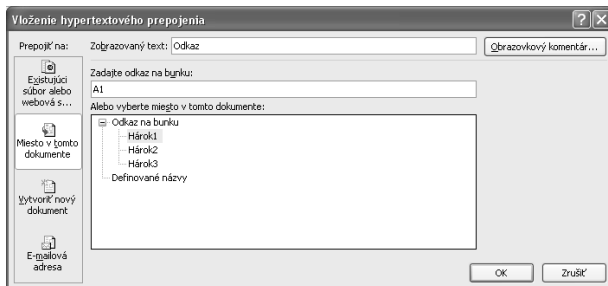 Vloženie hypertextového prepojenia
Prepojiť na:
Zobrazovaný text: Odkaz
Obrazovkový komentár...
Existujúci
súbor alebo
webová s...
Miesto v tomto
dokumente
Vytvoriť nový
dokument
E-mailová
adresa
Zadajte odkaz na bunku:
A1
Alebo vyberte miesto v tomto dokumente:
Odkaz na bunku
Hárok1
Hárok2
Hárok3
Definované názvy
OK
Zrušiť